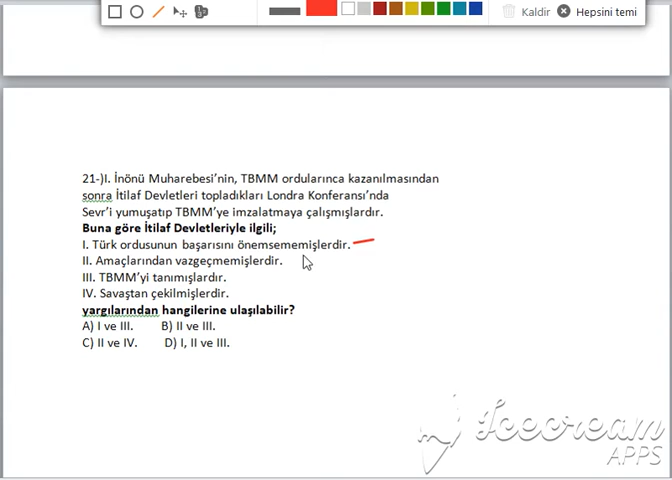 Kaldir
Hepsini temi
21-)I. İnönü Muharebesi'nin, TBMM ordularınca kazanılmasından
sonra İtilaf Devletleri topladıkları Londra Konferansı'nda
Sevr'i yumuşatıp TBMM'ye imzalatmaya çalışmışlardır.
Buna göre İtilaf Devletleriyle ilgili;
I. Türk ordusunun başarısını önemsememişlerdir.
II. Amaçlarından vazgeçmemişlerdir.
III. TBMM'yi tanımışlardır.
IV. Savaştan çekilmişlerdir.
yargılarından hangilerine ulaşılabilir?
A) I ve III. B) II ve III.
C) II ve IV. D) I, II ve III.
Icecream
APPS